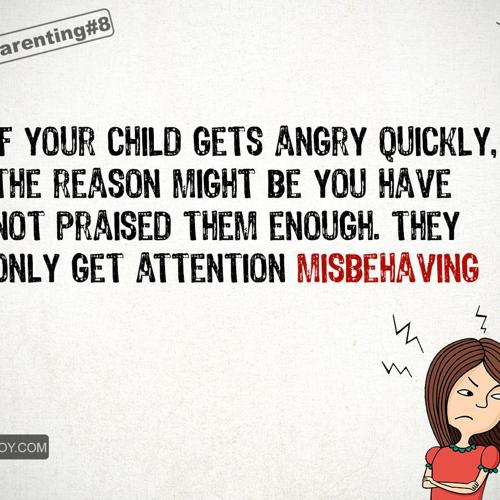 arenting#8
F YOUR CHILD GETS ANGRY QUICKLY,
THE REASON MIGHT BE YOU HAVE
NOT PRAISED THEM ENOUGH. THEY
ONLY GET ATTENTION MISBEHAVING
OY.COM